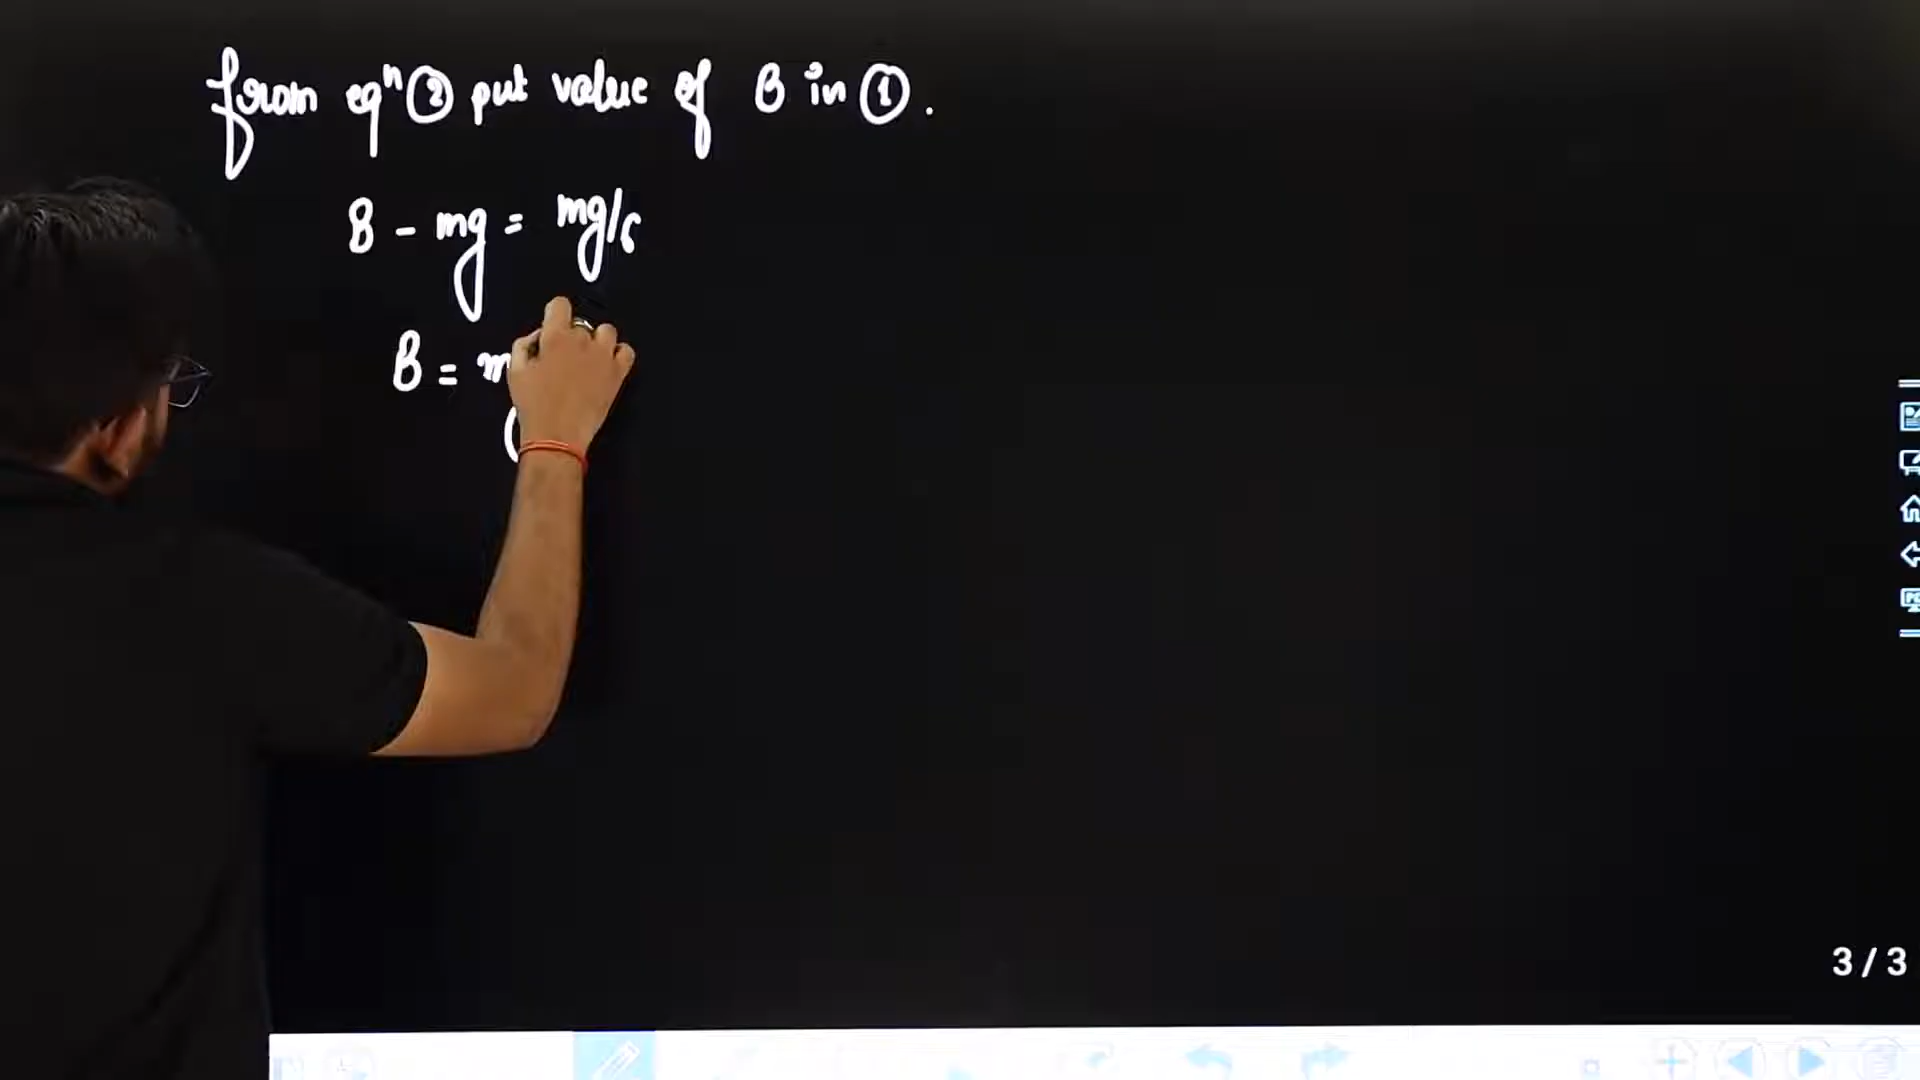 from eqⁿ ② put value of B in ①.
B - mg = mg/6
B = m
3 / 3